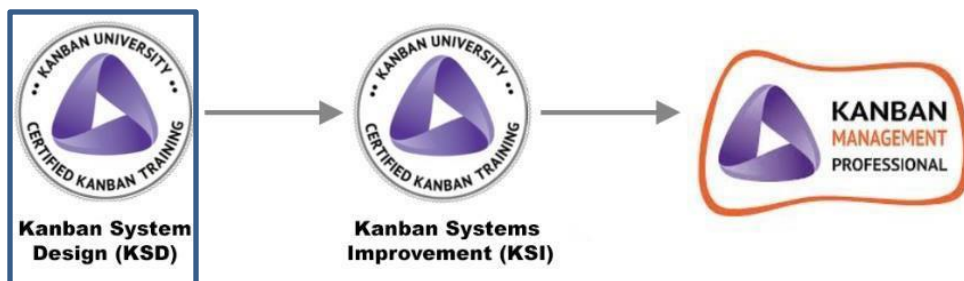 •• KANBAN UNIVERSITY ••
CERTIFIED KANBAN TRAINING
Kanban System
Design (KSD)
•• KANBAN UNIVERSITY ••
CERTIFIED KANBAN TRAINING
Kanban Systems
Improvement (KSI)
KANBAN
MANAGEMENT
PROFESSIONAL